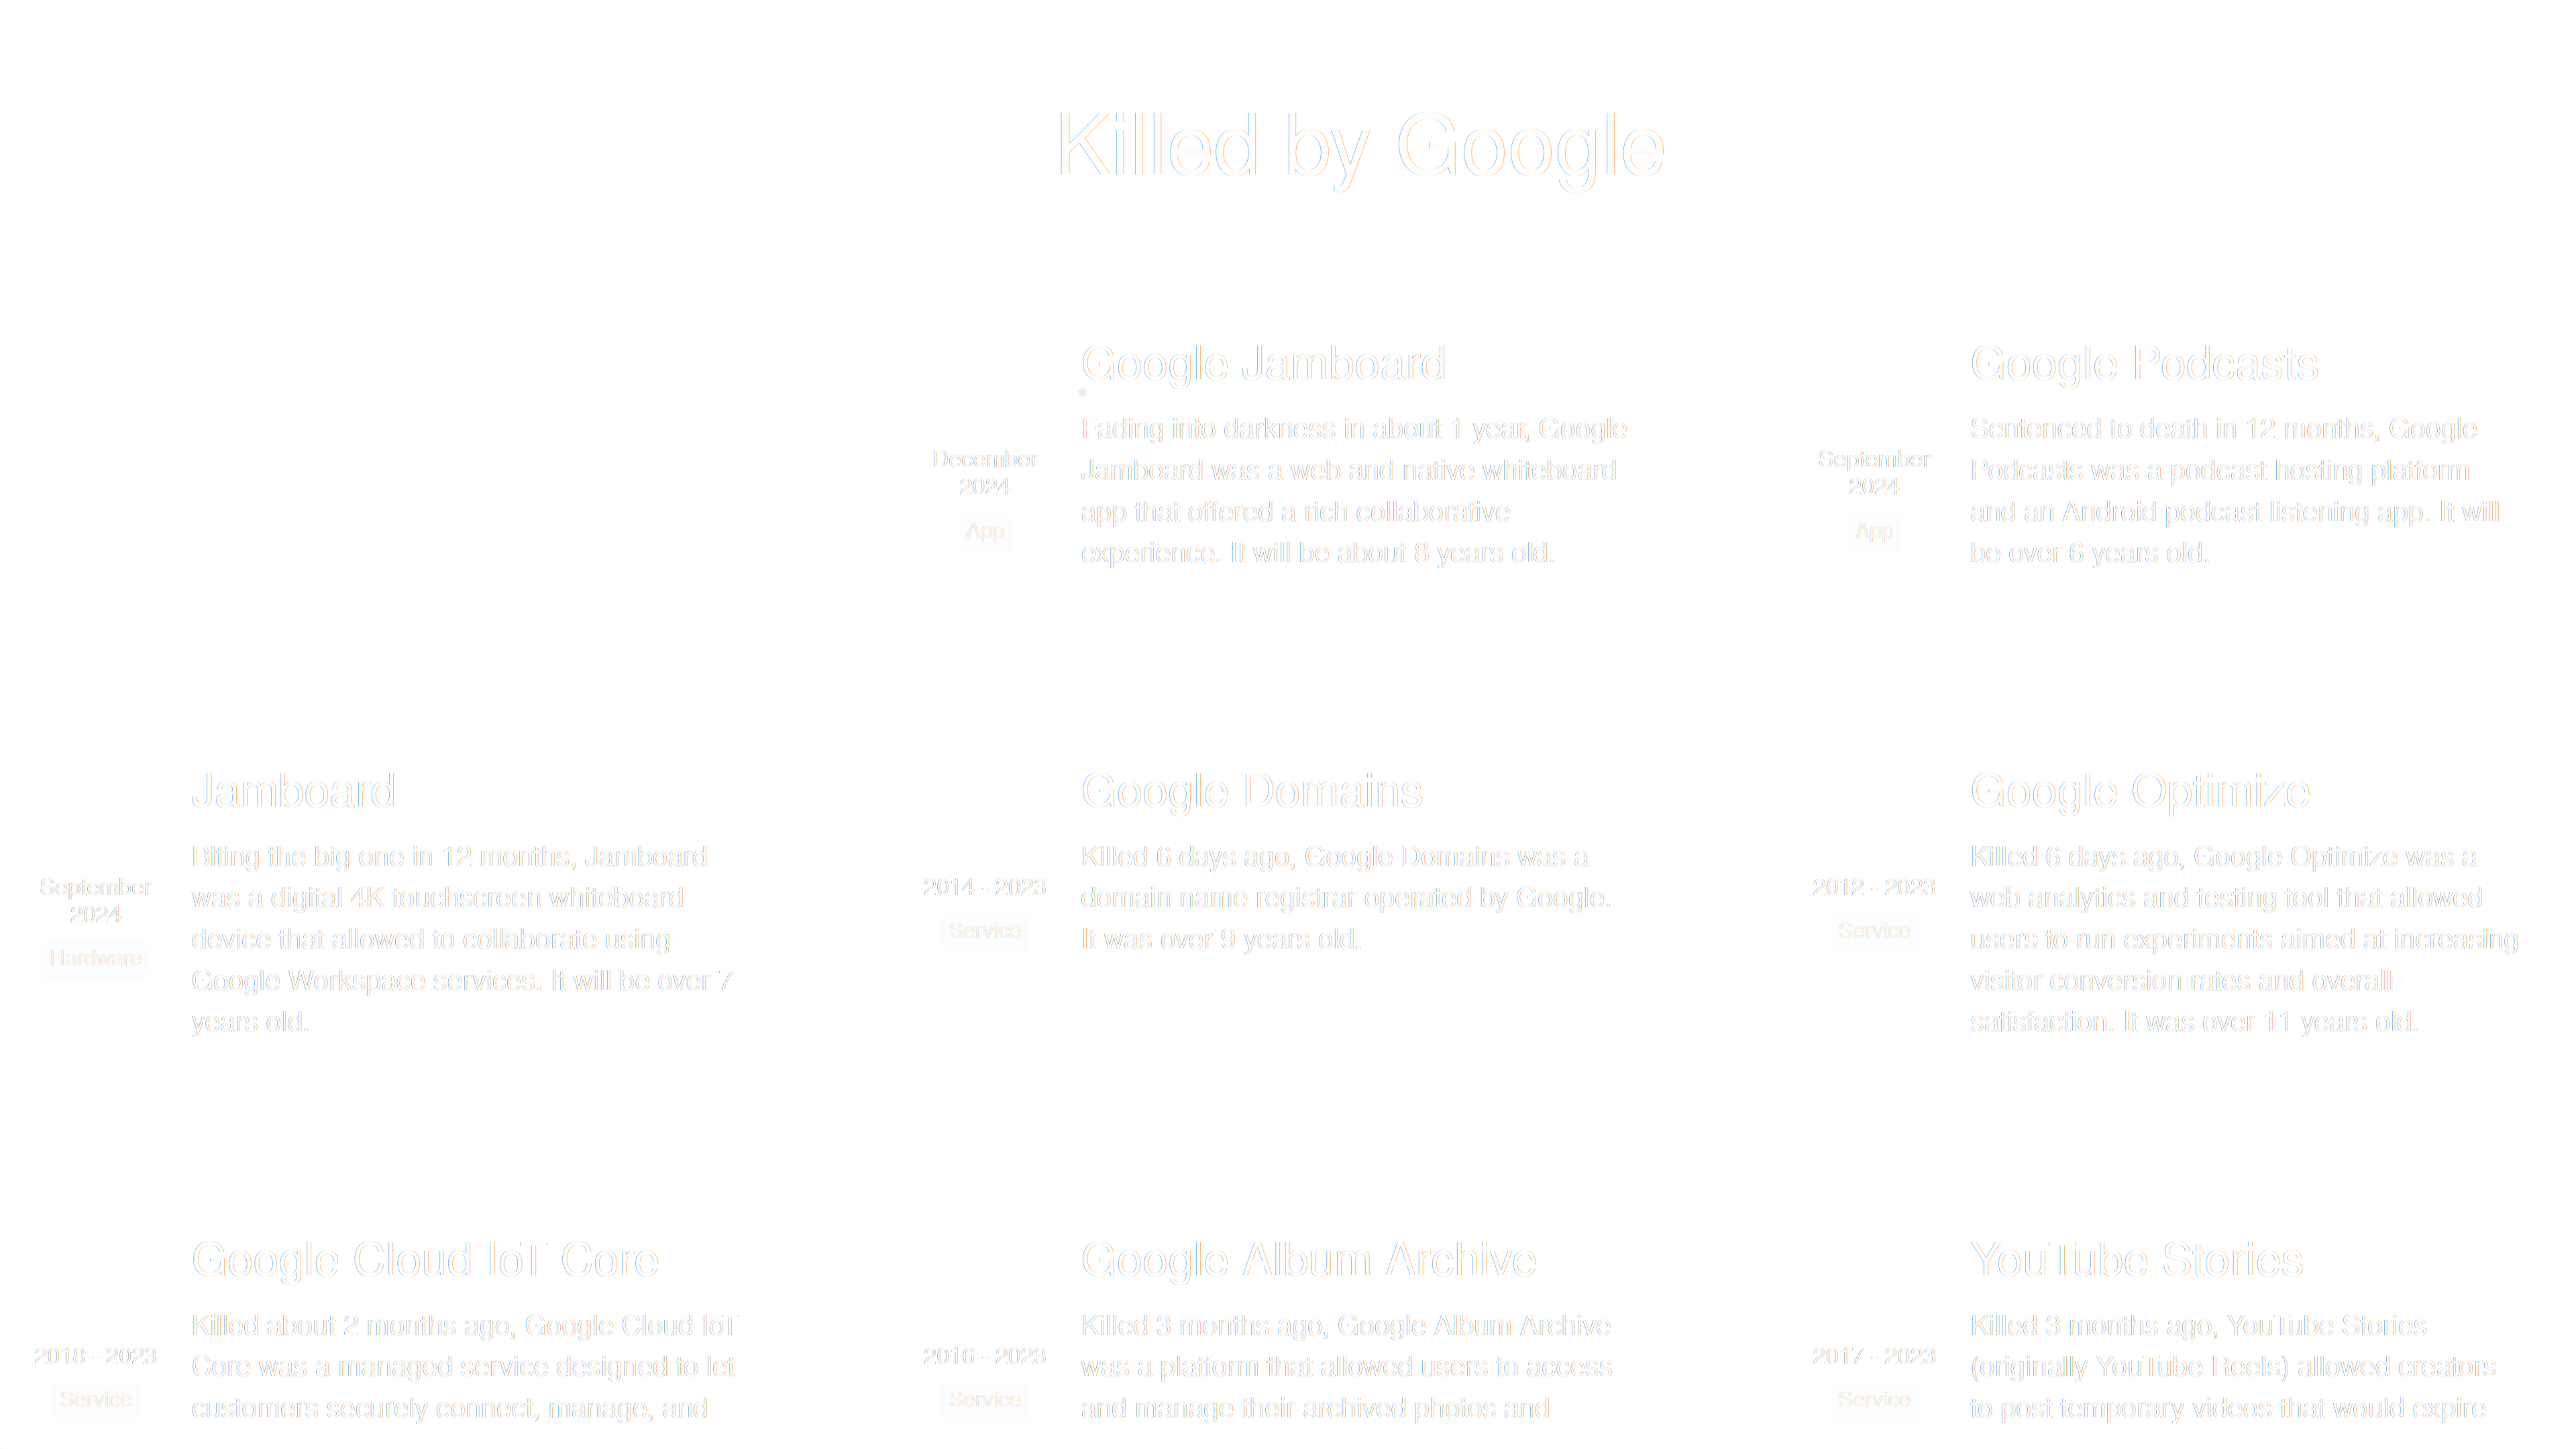 Killed by Google
Google Jamboard
Fading into darkness in about 1 year, Google
Jamboard was a web and native whiteboard
app that offered a rich collaborative
experience. It will be about 8 years old.
December
2024
App
Google Podcasts
Sentenced to death in 12 months, Google
Podcasts was a podcast hosting platform
and an Android podcast listening app. It will
be over 6 years old.
September
2024
App
Jamboard
Biting the big one in 12 months, Jamboard
was a digital 4K touchscreen whiteboard
device that allowed to collaborate using
Google Workspace services. It will be over 7
years old.
September
2024
Hardware
Google Domains
Killed 6 days ago, Google Domains was a
domain name registrar operated by Google.
It was over 9 years old.
2014 - 2023
Service
Google Optimize
Killed 6 days ago, Google Optimize was a
web analytics and testing tool that allowed
users to run experiments aimed at increasing
visitor conversion rates and overall
satisfaction. It was over 11 years old.
2012 - 2023
Service
Google Cloud IoT Core
Killed about 2 months ago, Google Cloud IoT
Core was a managed service designed to let
customers securely connect, manage, and
2018 - 2023
Service
Google Album Archive
Killed 3 months ago, Google Album Archive
was a platform that allowed users to access
and manage their archived photos and
2016 - 2023
Service
YouTube Stories
Killed 3 months ago, YouTube Stories
(originally YouTube Reels) allowed creators
to post temporary videos that would expire
2017 - 2023
Service